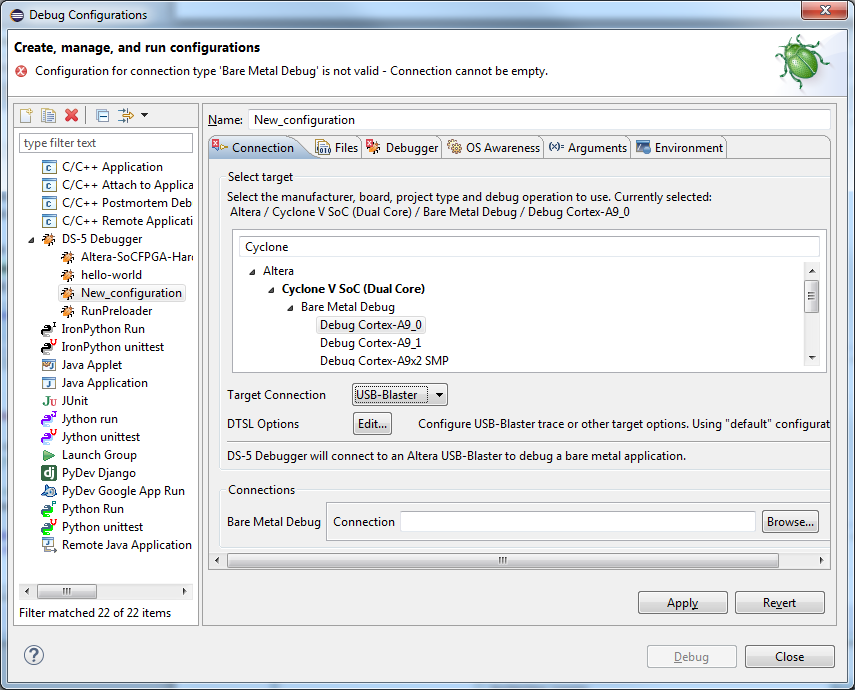 Debug Configurations
Create, manage, and run configurations
Configuration for connection type 'Bare Metal Debug' is not valid - Connection cannot be empty.
type filter text
C/C++ Application
C/C++ Attach to Applica
C/C++ Postmortem Deb
C/C++ Remote Applicati
DS-5 Debugger
Altera-SoCFPGA-Hard
hello-world
New_configuration
RunPreloader
IronPython Run
IronPython unittest
Java Applet
Java Application
JUnit
Jython run
Jython unittest
Launch Group
PyDev Django
PyDev Google App Run
Python Run
Python unittest
Remote Java Application
Filter matched 22 of 22 items
Name: New_configuration
Connection Files Debugger OS Awareness Arguments Environment
Select target
Select the manufacturer, board, project type and debug operation to use. Currently selected:
Altera / Cyclone V SoC (Dual Core) / Bare Metal Debug / Debug Cortex-A9_0
Cyclone
Altera
Cyclone V SoC (Dual Core)
Bare Metal Debug
Debug Cortex-A9_0
Debug Cortex-A9_1
Debug Cortex-A9x2 SMP
Target Connection USB-Blaster
DTSL Options Edit... Configure USB-Blaster trace or other target options. Using "default" configurat
DS-5 Debugger will connect to an Altera USB-Blaster to debug a bare metal application.
Connections
Bare Metal Debug Connection Browse...
Apply Revert
Debug Close